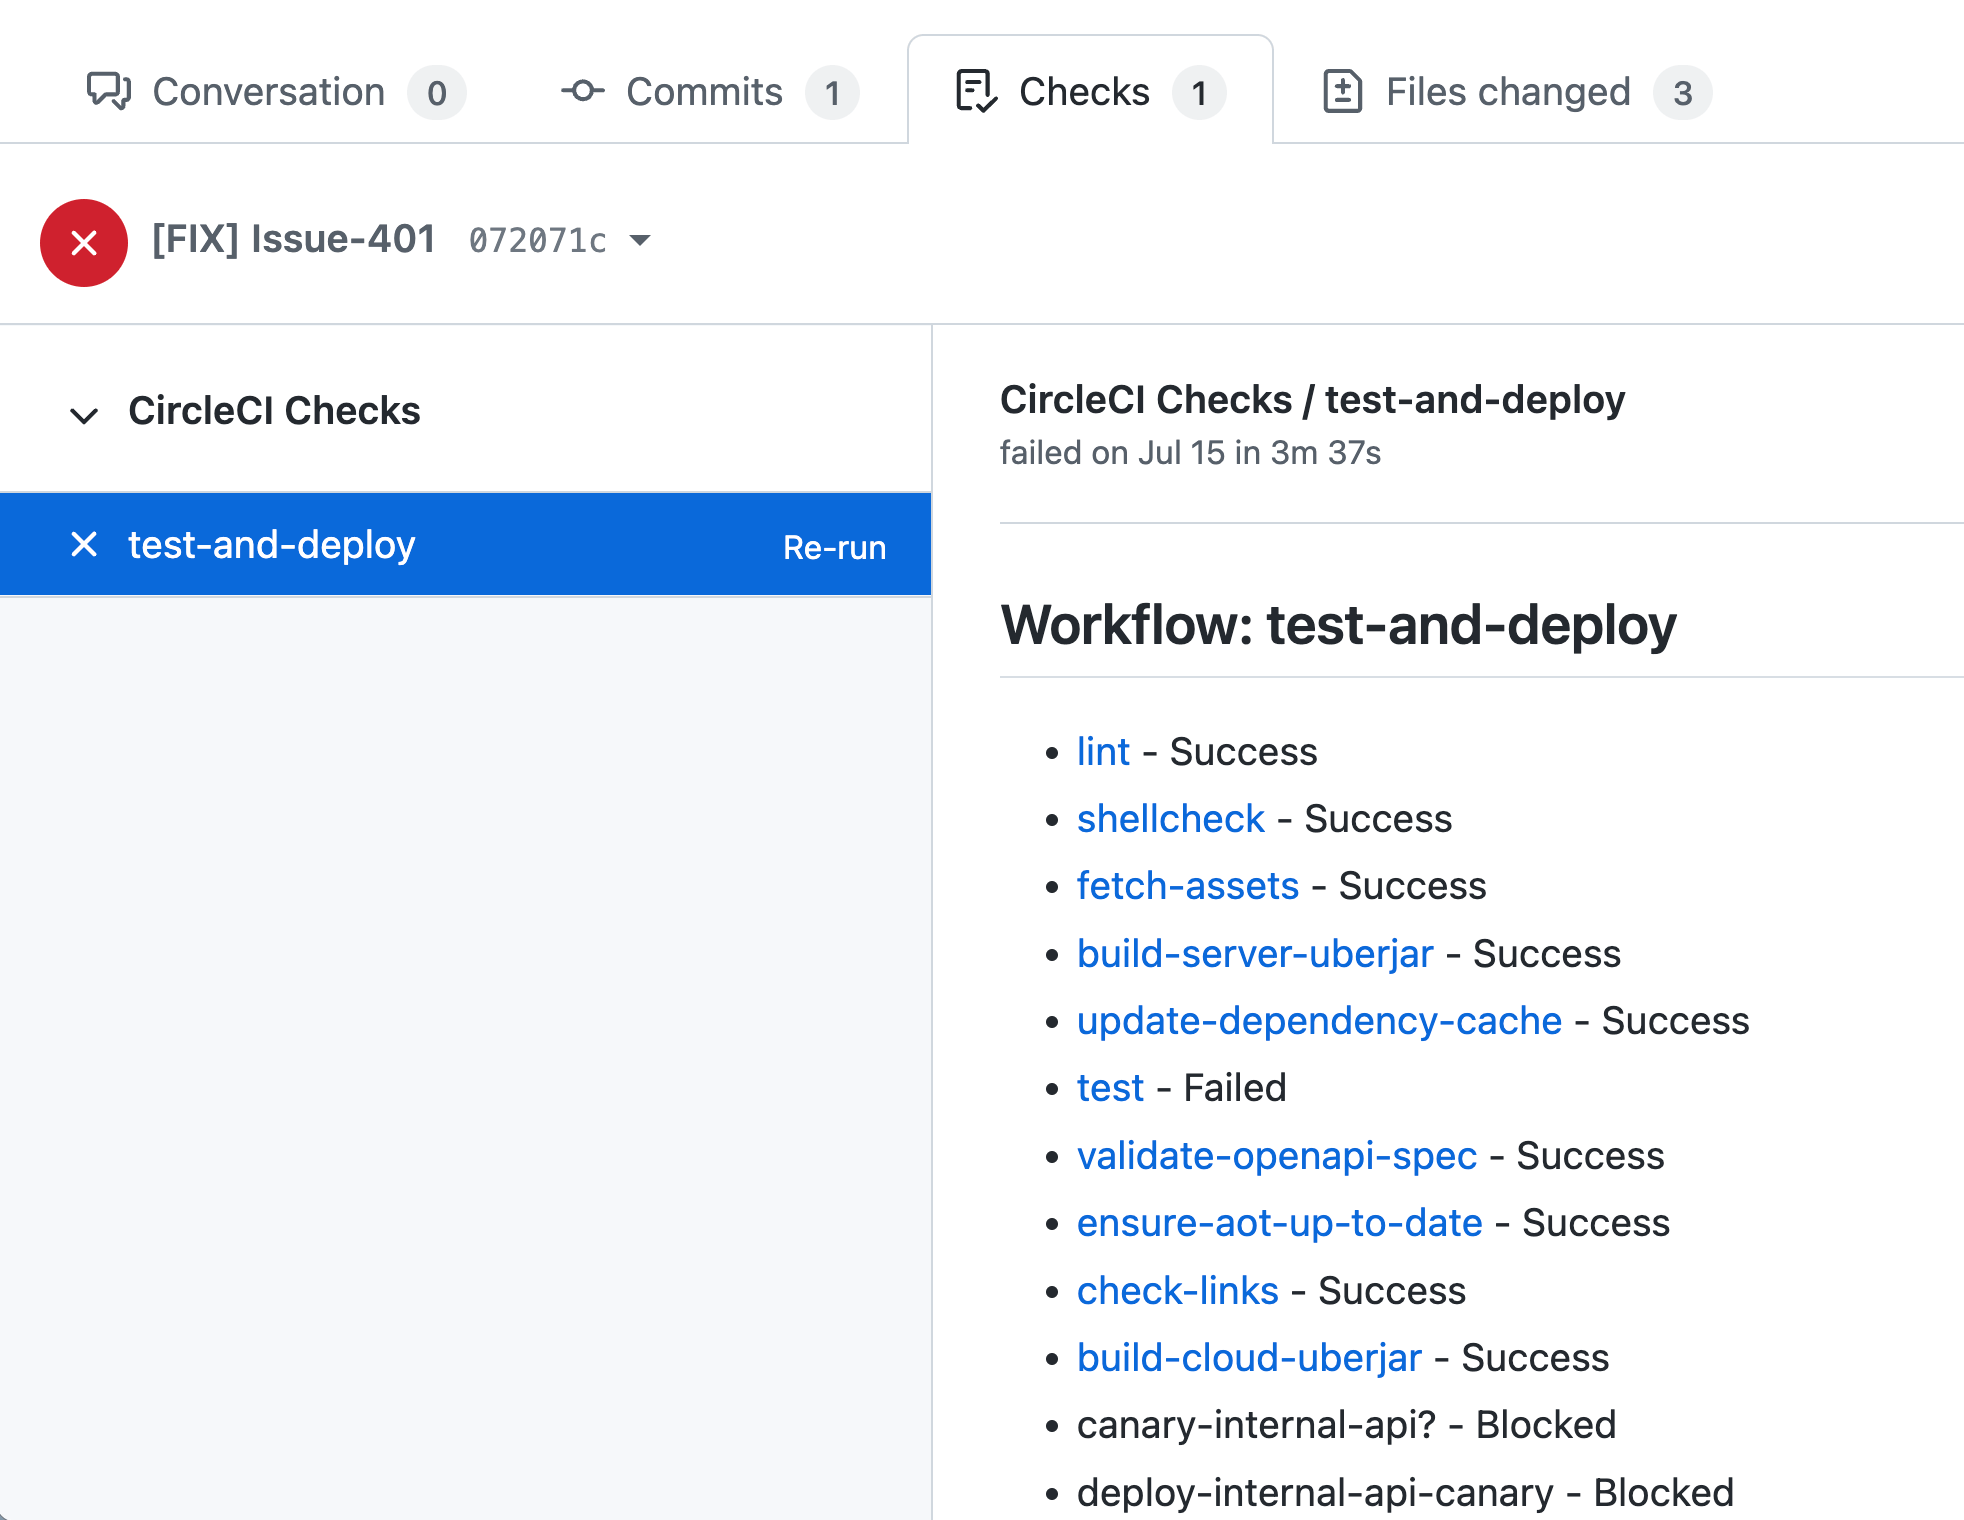 Conversation 0 Commits 1 Checks 1 Files changed 3
[FIX] Issue-401 072071c
CircleCI Checks
test-and-deploy Re-run
CircleCI Checks / test-and-deploy
failed on Jul 15 in 3m 37s
Workflow: test-and-deploy
• lint - Success
• shellcheck - Success
• fetch-assets - Success
• build-server-uberjar - Success
• update-dependency-cache - Success
• test - Failed
• validate-openapi-spec - Success
• ensure-aot-up-to-date - Success
• check-links - Success
• build-cloud-uberjar - Success
• canary-internal-api? - Blocked
• deploy-internal-api-canary - Blocked